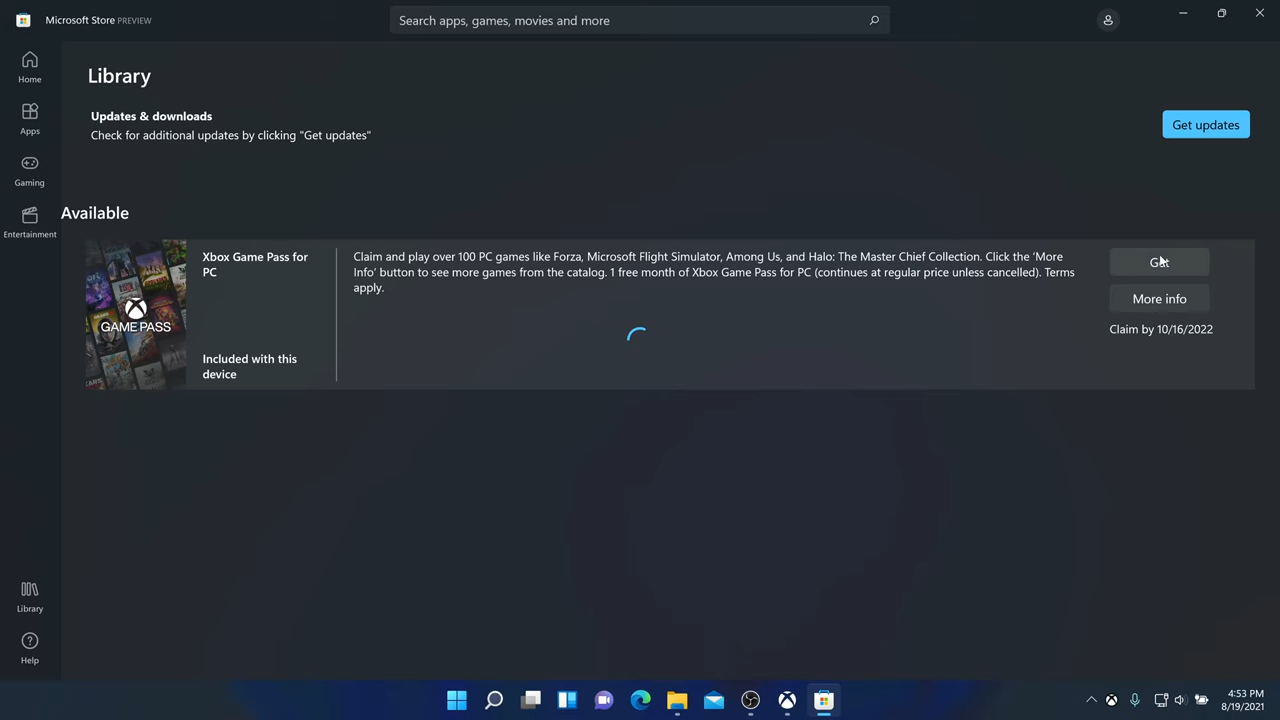 Microsoft Store PREVIEW
Search apps, games, movies and more
Home
Apps
Gaming
Entertainment
Library
Help
Library
Updates & downloads
Check for additional updates by clicking "Get updates"
Get updates
Available
GAME PASS
Xbox Game Pass for
PC
Included with this
device
Claim and play over 100 PC games like Forza, Microsoft Flight Simulator, Among Us, and Halo: The Master Chief Collection. Click the ‘More
Info’ button to see more games from the catalog. 1 free month of Xbox Game Pass for PC (continues at regular price unless cancelled). Terms
apply.
Get
More info
Claim by 10/16/2022
4:53 PM
8/19/2021